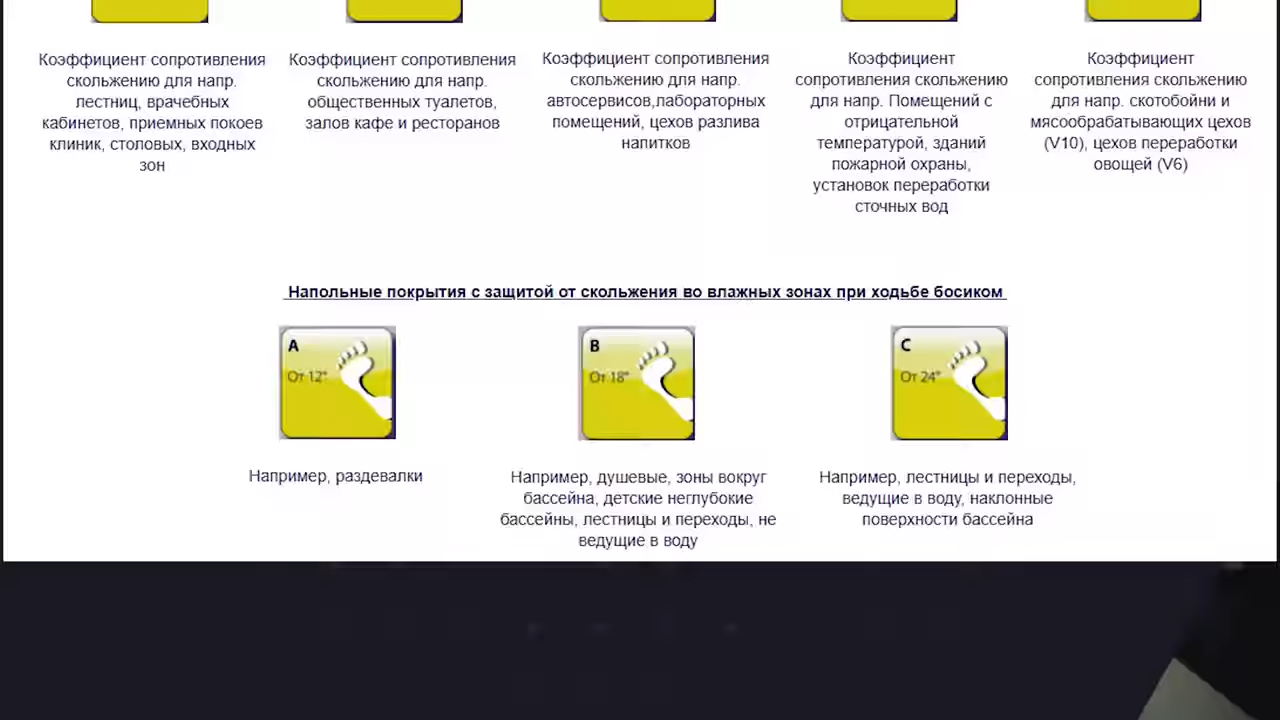 Коэффициент сопротивления
скольжению для напр.
лестниц, врачебных
кабинетов, приемных покоев
клиник, столовых, входных
зон
Коэффициент сопротивления
скольжению для напр.
общественных туалетов,
залов кафе и ресторанов
Коэффициент сопротивления
скольжению для напр.
автосервисов,лабораторных
помещений, цехов разлива
напитков
Коэффициент
сопротивления скольжению
для напр. Помещений с
отрицательной
температурой, зданий
пожарной охраны,
установок переработки
сточных вод
Коэффициент
сопротивления скольжению
для напр. скотобойни и
мясообрабатывающих цехов
(V10), цехов переработки
овощей (V6)
Напольные покрытия с защитой от скольжения во влажных зонах при ходьбе босиком
A
От 12°
B
От 18°
C
От 24°
Например, раздевалки
Например, душевые, зоны вокруг
бассейна, детские неглубокие
бассейны, лестницы и переходы, не
ведущие в воду
Например, лестницы и переходы,
ведущие в воду, наклонные
поверхности бассейна